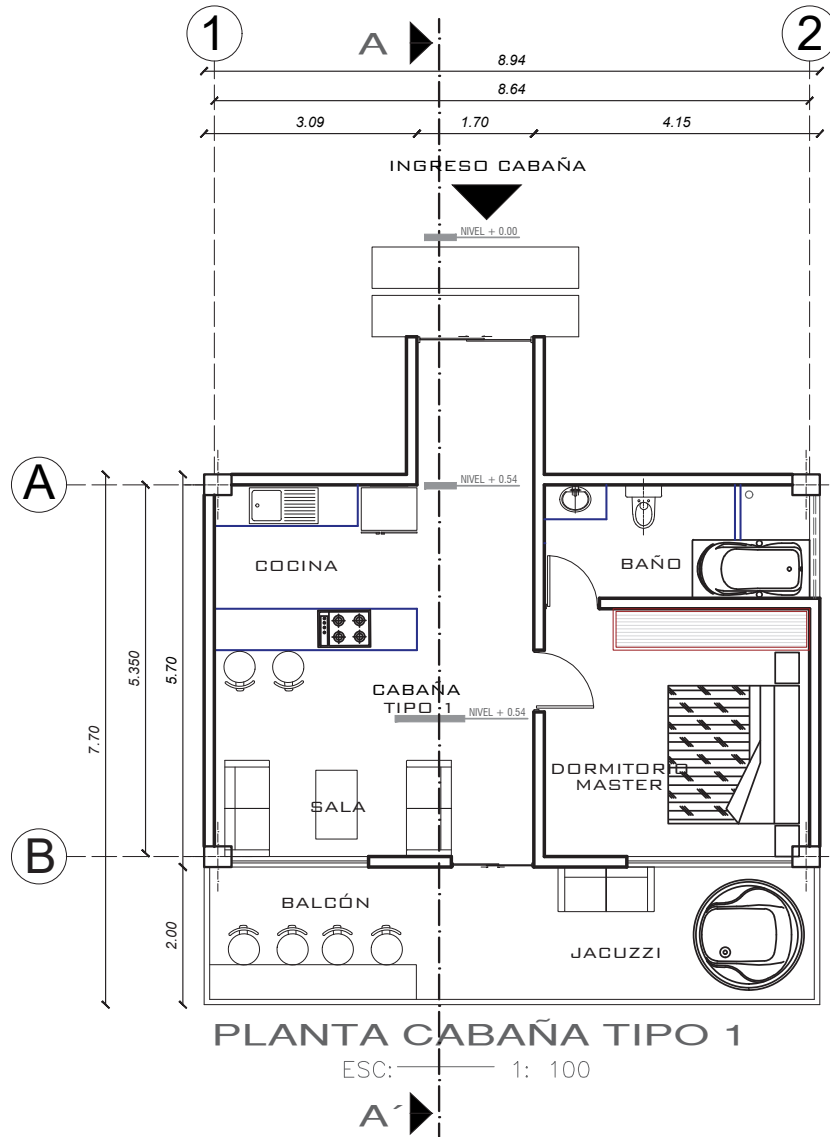 1
A
2
8.94
8.64
3.09
1.70
4.15
INGRESO CABAÑA
NIVEL + 0.00
A
NIVEL + 0.54
COCINA
BAÑO
5.350
5.70
7.70
CABAÑA
TIPO 1
NIVEL + 0.54
DORMITORIO
MASTER
SALA
B
BALCÓN
2.00
JACUZZI
PLANTA CABAÑA TIPO 1
ESC: 1: 100
A´